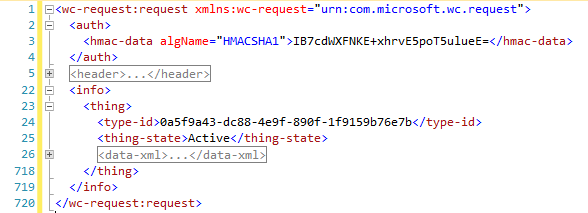 1 <wc-request:request xmlns:wc-request="urn:com.microsoft.wc.request">
2 <auth>
3 <hmac-data algName="HMACSHA1">IB7cdWXFNKE+xhrvE5poT5ulueE=</hmac-data>
4 </auth>
5 <header>...</header>
22 <info>
23 <thing>
24 <type-id>0a5f9a43-dc88-4e9f-890f-1f9159b76e7b</type-id>
25 <thing-state>Active</thing-state>
26 <data-xml>...</data-xml>
718 </thing>
719 </info>
720 </wc-request:request>